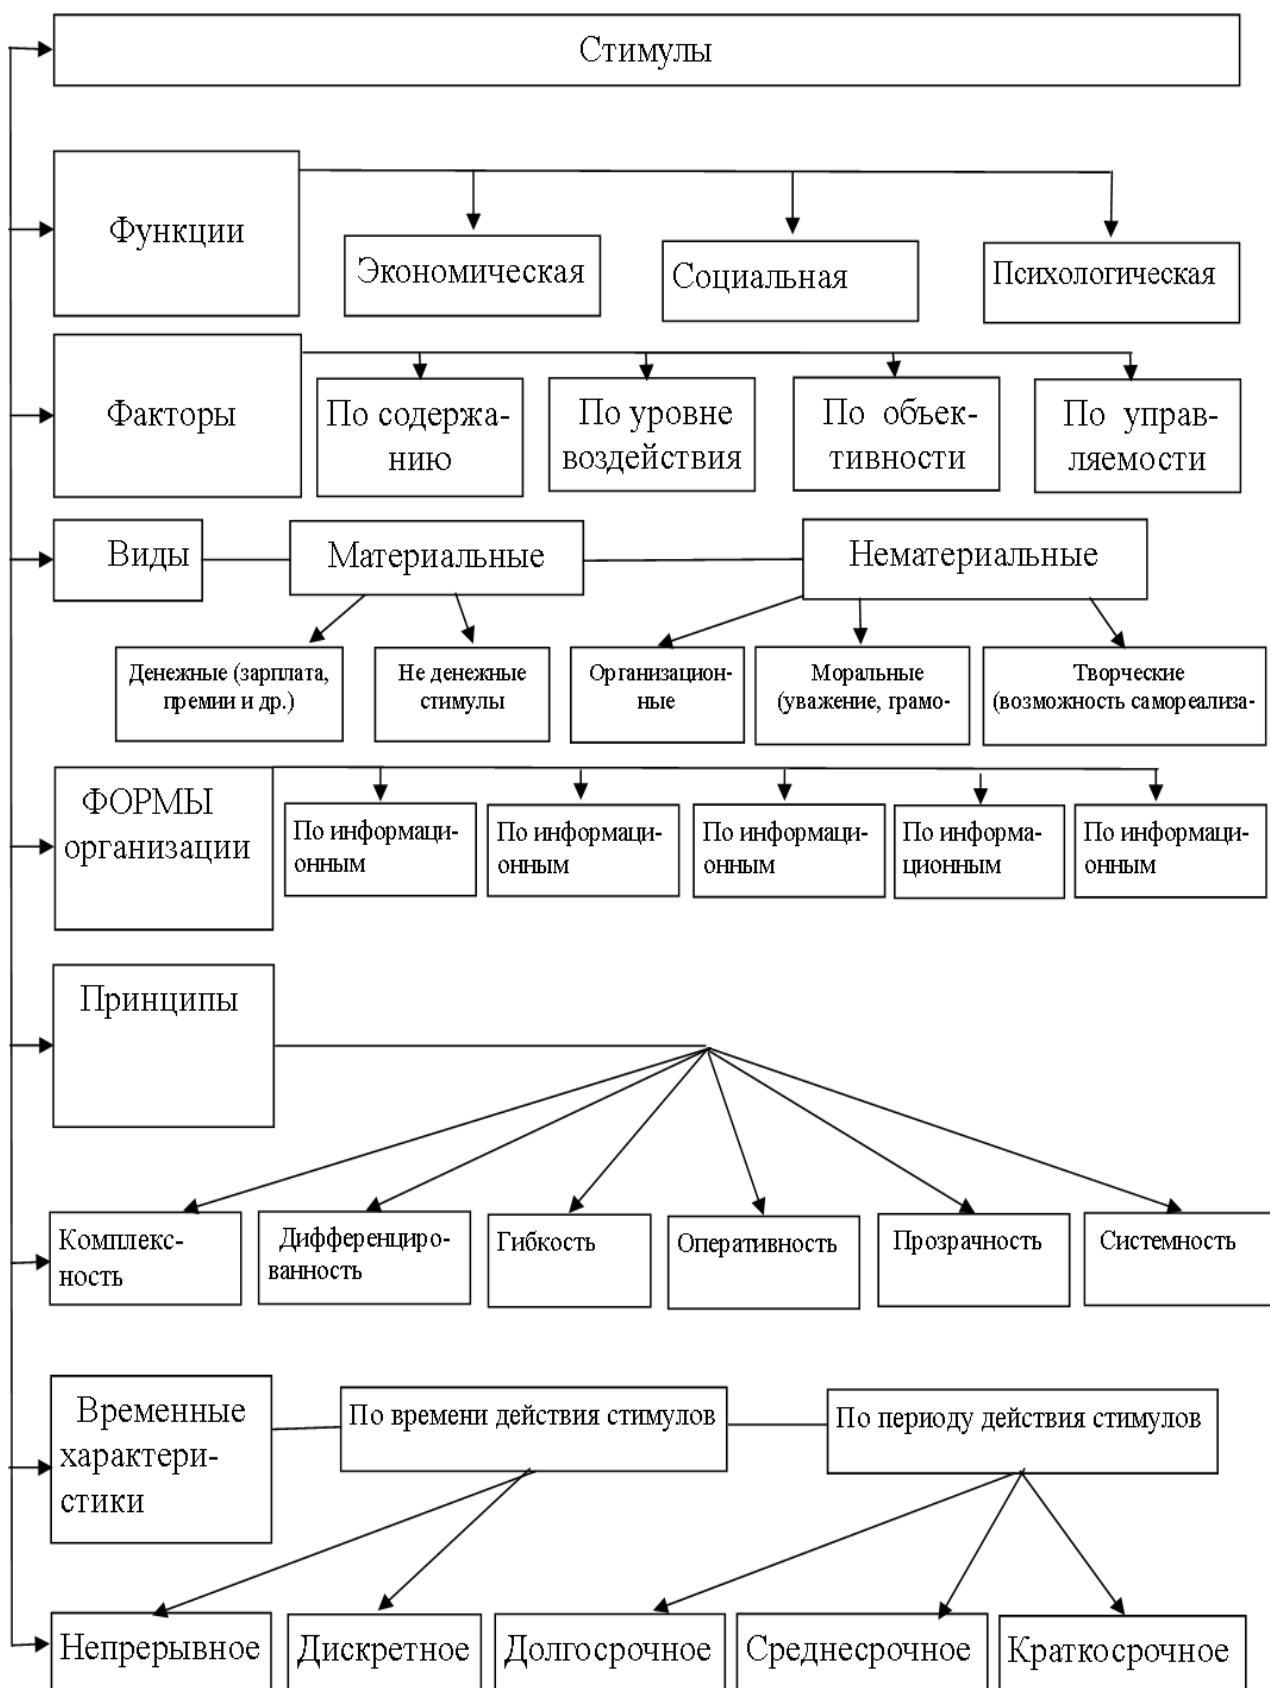 Стимулы
Функции
Экономическая
Социальная
Психологическая
Факторы
По содержа-
нию
По уровне
воздействия
По объек-
тивности
По управ-
ляемости
Виды
Материальные
Нематериальные
Денежные (зарплата,
премии и др.)
Не денежные
стимулы
Организацион-
ные
Моральные
(уважение, грамо-
Творческие
(возможность самореализа-
ФОРМЫ
организации
По информаци-
онным
По информаци-
онным
По информаци-
онным
По информа-
ционным
По информаци-
онным
Принципы
Комплекс-
ность
Дифференциро-
ванность
Гибкость
Оперативность
Прозрачность
Системность
Временные
характери-
стики
По времени действия стимулов
По периоду действия стимулов
Непрерывное
Дискретное
Долгосрочное
Среднесрочное
Краткосрочное